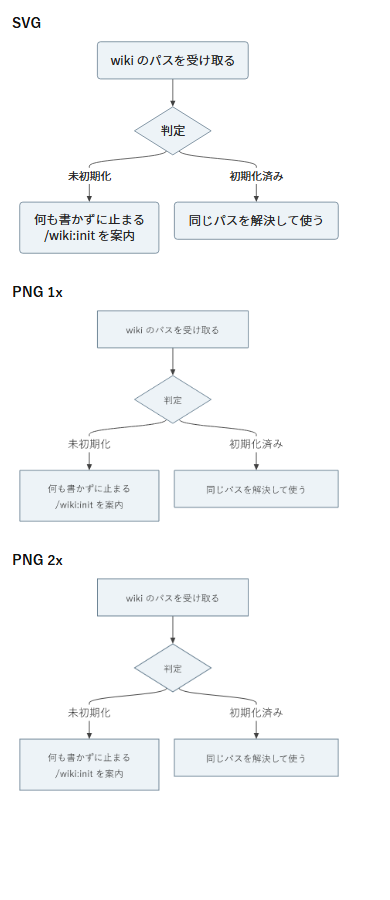 SVG
wiki のパスを受け取る
判定
未初期化
初期化済み
何も書かずに止まる
/wiki:init を案内
同じパスを解決して使う
PNG 1x
wiki のパスを受け取る
判定
未初期化
初期化済み
何も書かずに止まる
/wiki:init を案内
同じパスを解決して使う
PNG 2x
wiki のパスを受け取る
判定
未初期化
初期化済み
何も書かずに止まる
/wiki:init を案内
同じパスを解決して使う